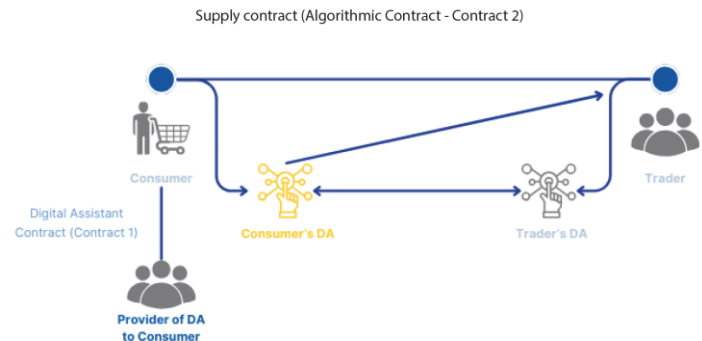 Supply contract (Algorithmic Contract - Contract 2)
Consumer
Trader
Digital Assistant
Contract (Contract 1)
Consumer's DA
Trader's DA
Provider of DA
to Consumer